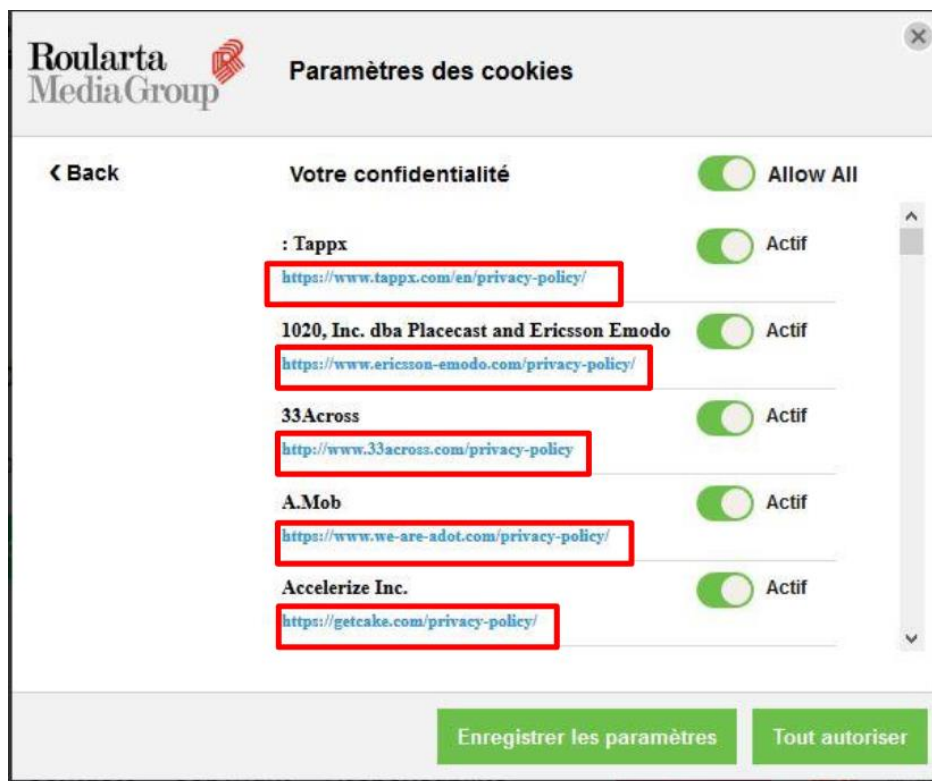 Roularta
MediaGroup
Paramètres des cookies
< Back
Votre confidentialité
Allow All
: Tappx
Actif
https://www.tappx.com/en/privacy-policy/
1020, Inc. dba Placecast and Ericsson Emodo
Actif
https://www.ericsson-emodo.com/privacy-policy/
33Across
Actif
http://www.33across.com/privacy-policy
A.Mob
Actif
https://www.we-are-adot.com/privacy-policy/
Accelerize Inc.
Actif
https://getcake.com/privacy-policy/
Enregistrer les paramètres
Tout autoriser